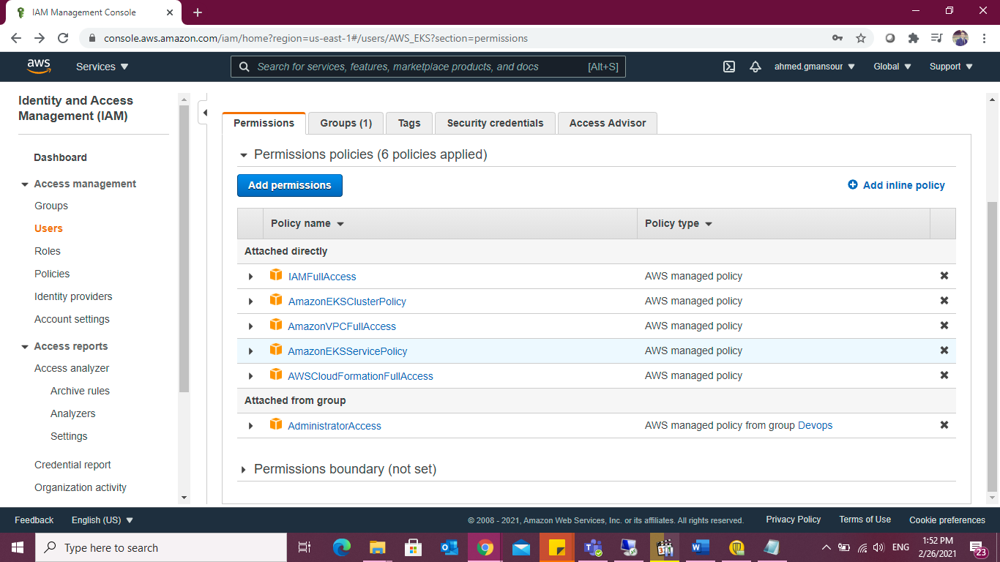 IAM Management Console
console.aws.amazon.com/iam/home?region=us-east-1#/users/AWS_EKS?section=permissions
aws
Services
Search for services, features, marketplace products, and docs [Alt+S]
ahmed.gmansour
Global
Support
Identity and Access
Management (IAM)
Dashboard
Access management
Groups
Users
Roles
Policies
Identity providers
Account settings
Access reports
Access analyzer
Archive rules
Analyzers
Settings
Credential report
Organization activity
Permissions
Groups (1)
Tags
Security credentials
Access Advisor
Permissions policies (6 policies applied)
Add permissions
Add inline policy
Policy name Policy type
Attached directly
IAMFullAccess AWS managed policy
AmazonEKSClusterPolicy AWS managed policy
AmazonVPCFullAccess AWS managed policy
AmazonEKSServicePolicy AWS managed policy
AWSCloudFormationFullAccess AWS managed policy
Attached from group
AdministratorAccess AWS managed policy from group Devops
Permissions boundary (not set)
Feedback English (US)
© 2008 - 2021, Amazon Web Services, Inc. or its affiliates. All rights reserved. Privacy Policy Terms of Use Cookie preferences
Type here to search
ENG
1:52 PM
2/26/2021
23